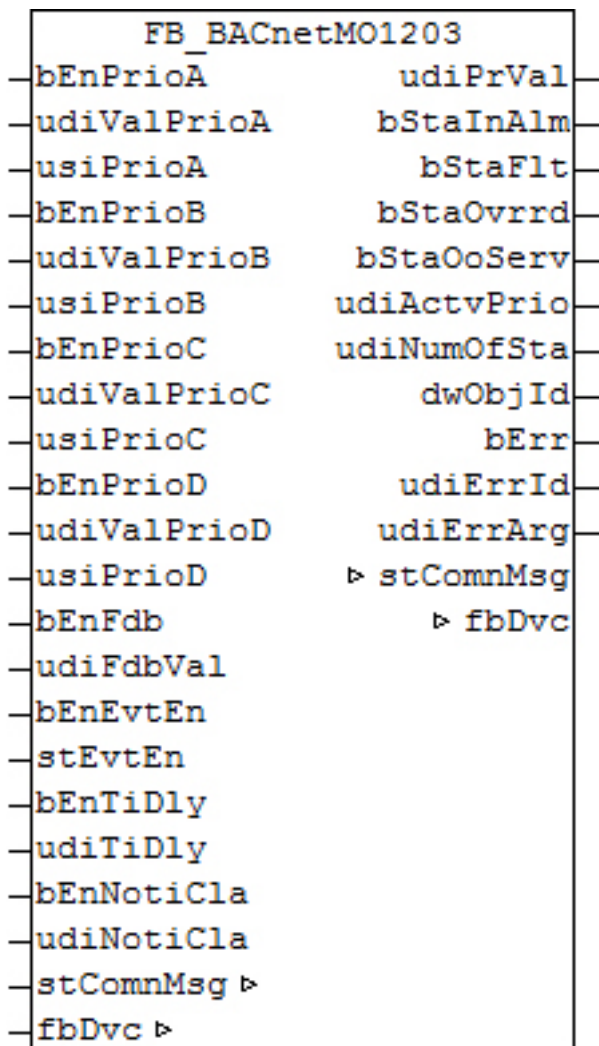 FB_BACnetMO1203
bEnPrioA udiPrVal
udiValPrioA bStaInAlm
usiPrioA bStaFlt
bEnPrioB bStaOvrrd
udiValPrioB bStaOoServ
usiPrioB udiActvPrio
bEnPrioC udiNumOfSta
udiValPrioC dwObjId
usiPrioC bErr
bEnPrioD udiErrId
udiValPrioD udiErrArg
usiPrioD ▹ stComnMsg
bEnFdb ▹ fbDvc
udiFdbVal
bEnEvtEn
stEvtEn
bEnTiDly
udiTiDly
bEnNotiCla
udiNotiCla
stComnMsg ▹
fbDvc ▹